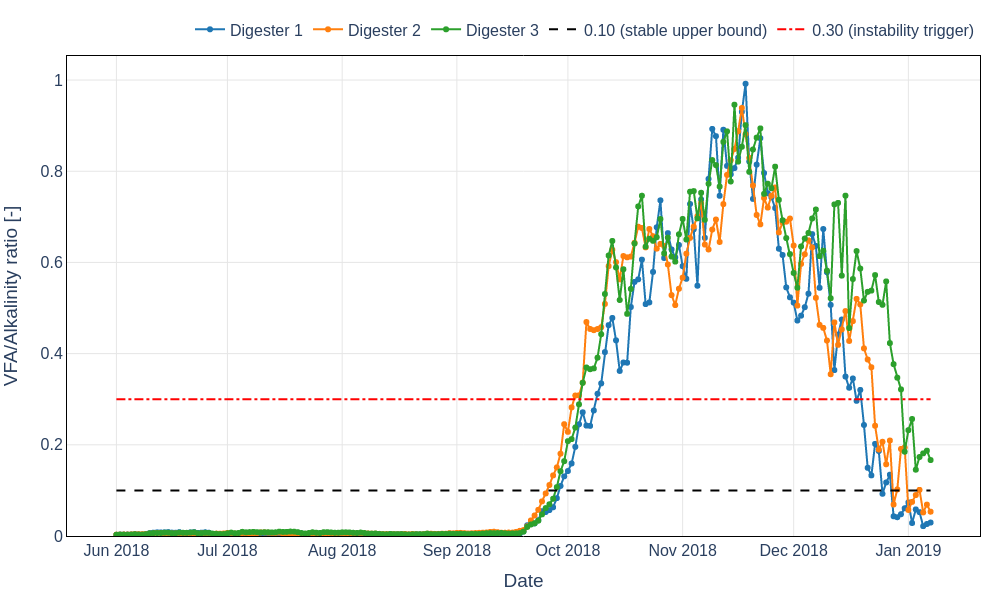 Digester 1 Digester 2 Digester 3 0.10 (stable upper bound) 0.30 (instability trigger)
VFA/Alkalinity ratio [-]
1
0.8
0.6
0.4
0.2
0
Jun 2018 Jul 2018 Aug 2018 Sep 2018 Oct 2018 Nov 2018 Dec 2018 Jan 2019
Date